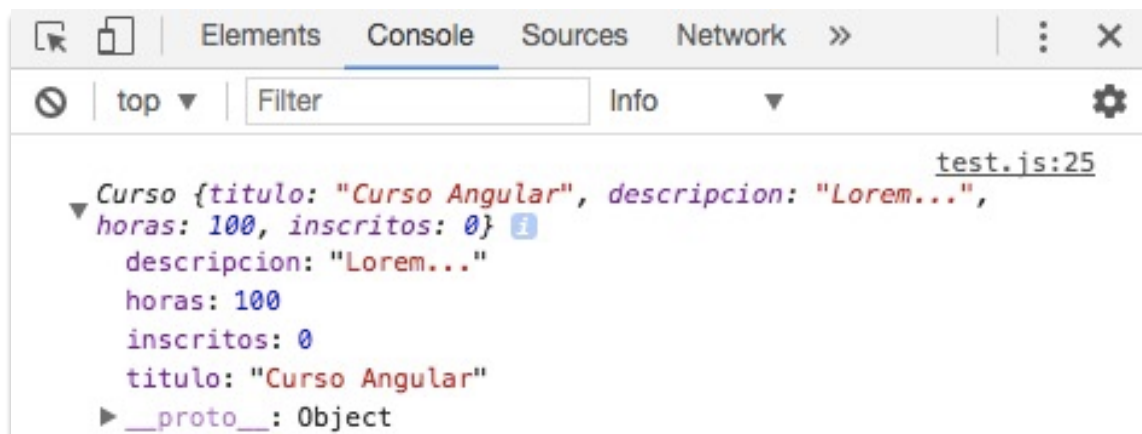 Elements Console Sources Network »
top ▼ Filter Info ▼
test.js:25
▼ Curso {titulo: "Curso Angular", descripcion: "Lorem...",
horas: 100, inscritos: 0} i
descripcion: "Lorem..."
horas: 100
inscritos: 0
titulo: "Curso Angular"
▶ __proto__: Object